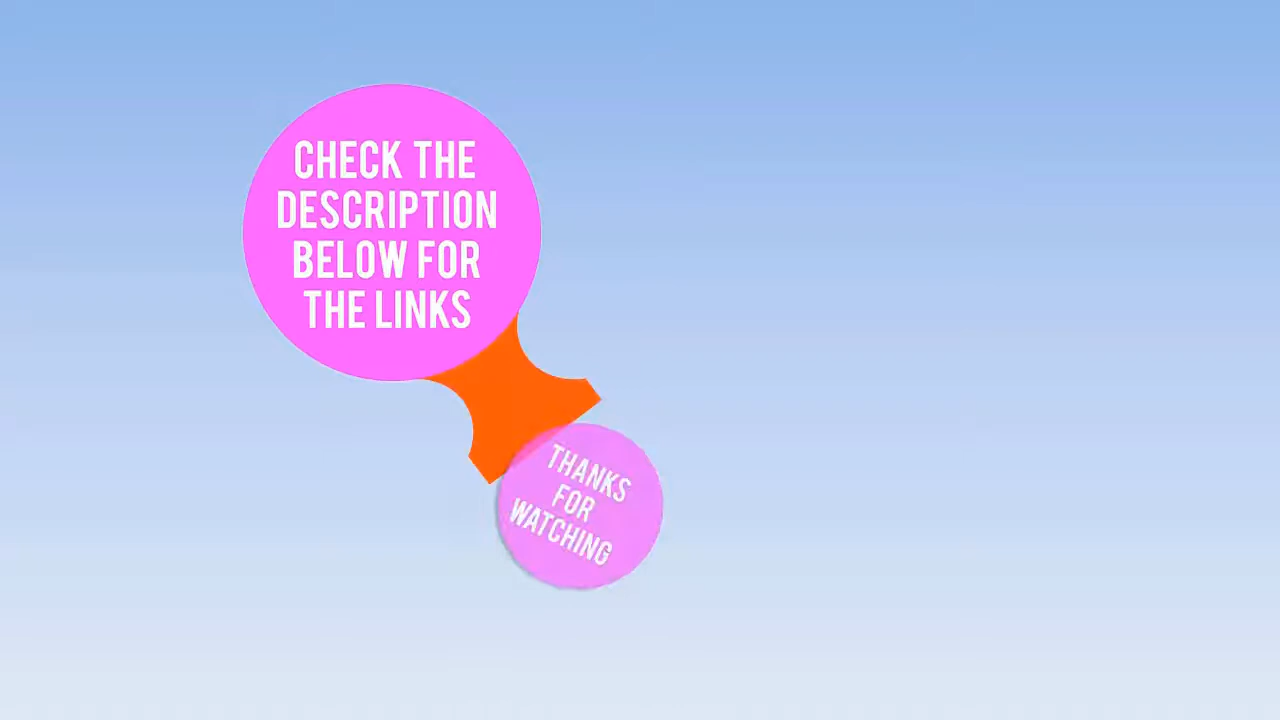 CHECK THE
DESCRIPTION
BELOW FOR
THE LINKS
THANKS
FOR
WATCHING